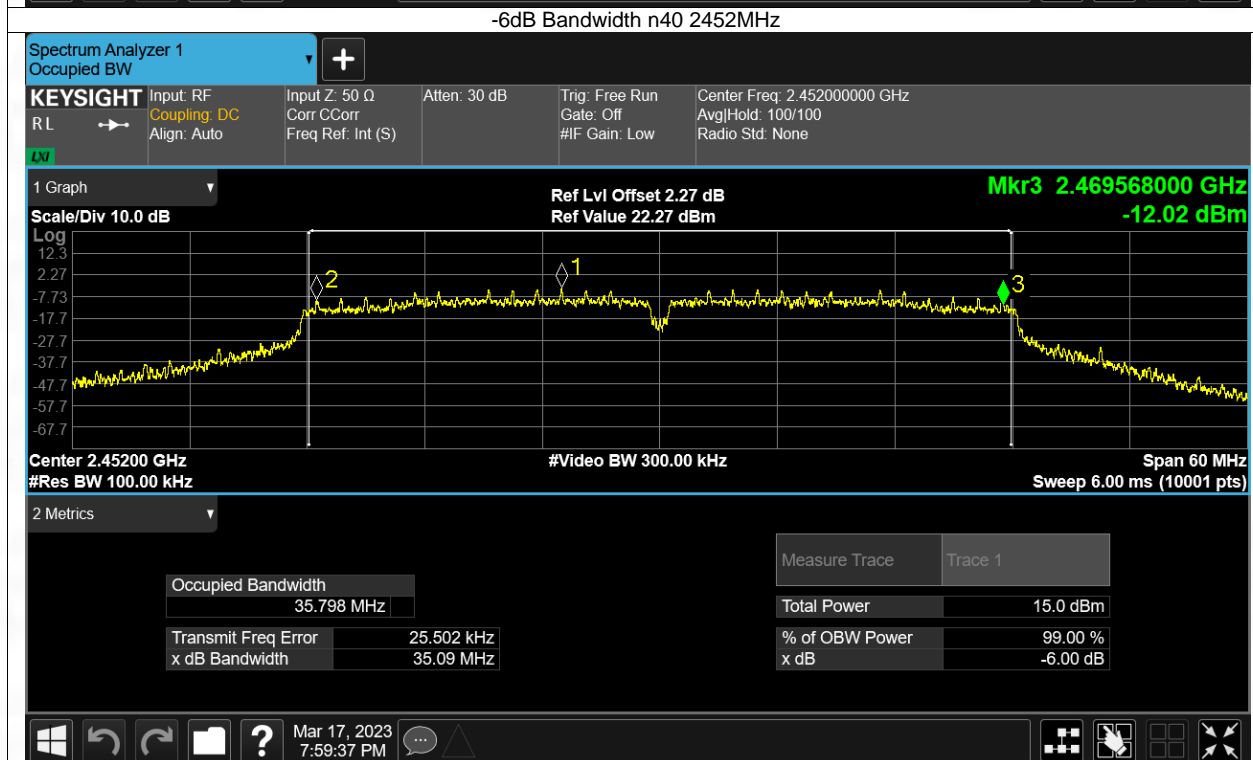 -6dB Bandwidth n40 2452MHz
Spectrum Analyzer 1
Occupied BW
+
KEYSIGHT Input: RF Input Z: 50 Ω Atten: 30 dB Trig: Free Run Center Freq: 2.452000000 GHz
RL Coupling: DC Corr CCorr Gate: Off Avg|Hold: 100/100
Align: Auto Freq Ref: Int (S) #IF Gain: Low Radio Std: None
LXI
1 Graph Ref Lvl Offset 2.27 dB Mkr3 2.469568000 GHz
Scale/Div 10.0 dB Ref Value 22.27 dBm -12.02 dBm
Log
12.3
2.27
-7.73
-17.7
-27.7
-37.7
-47.7
-57.7
-67.7
2
1
3
Center 2.45200 GHz #Video BW 300.00 kHz Span 60 MHz
#Res BW 100.00 kHz Sweep 6.00 ms (10001 pts)
2 Metrics
Measure Trace Trace 1
Occupied Bandwidth
35.798 MHz Total Power 15.0 dBm
Transmit Freq Error 25.502 kHz % of OBW Power 99.00 %
x dB Bandwidth 35.09 MHz x dB -6.00 dB
? Mar 17, 2023
7:59:37 PM